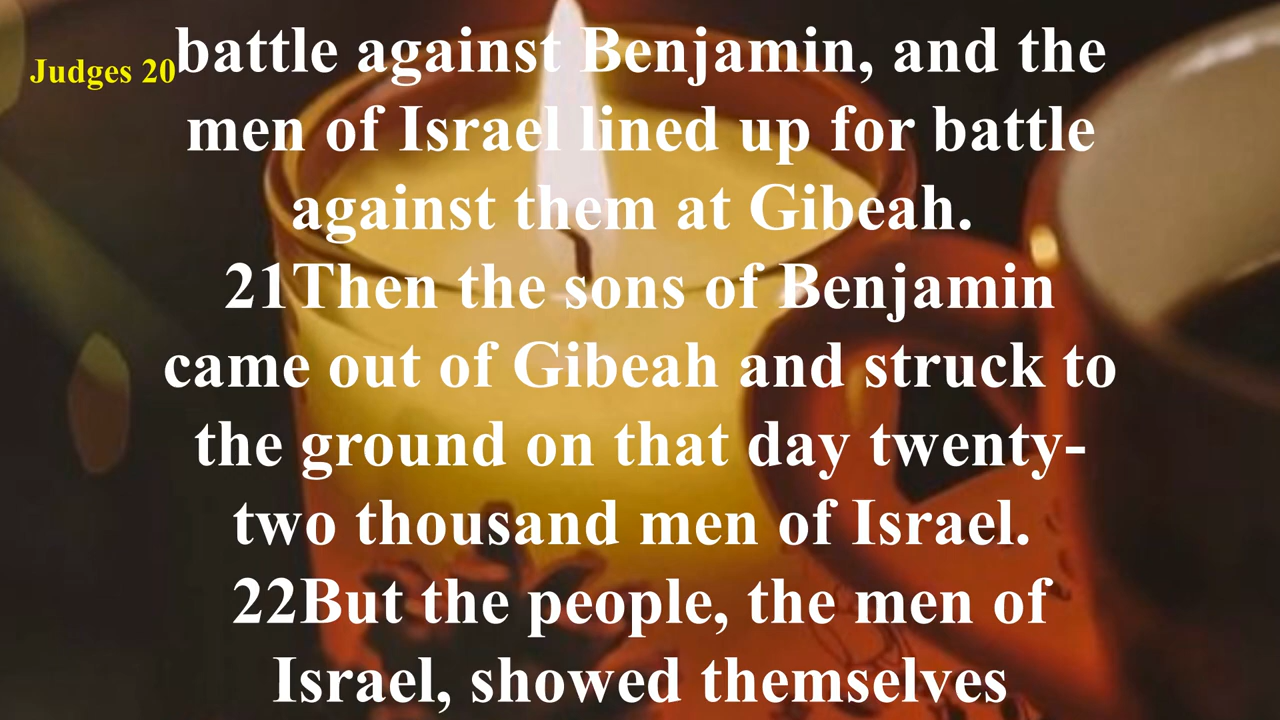 Judges 20
battle against Benjamin, and the
men of Israel lined up for battle
against them at Gibeah.
21Then the sons of Benjamin
came out of Gibeah and struck to
the ground on that day twenty-
two thousand men of Israel.
22But the people, the men of
Israel, showed themselves